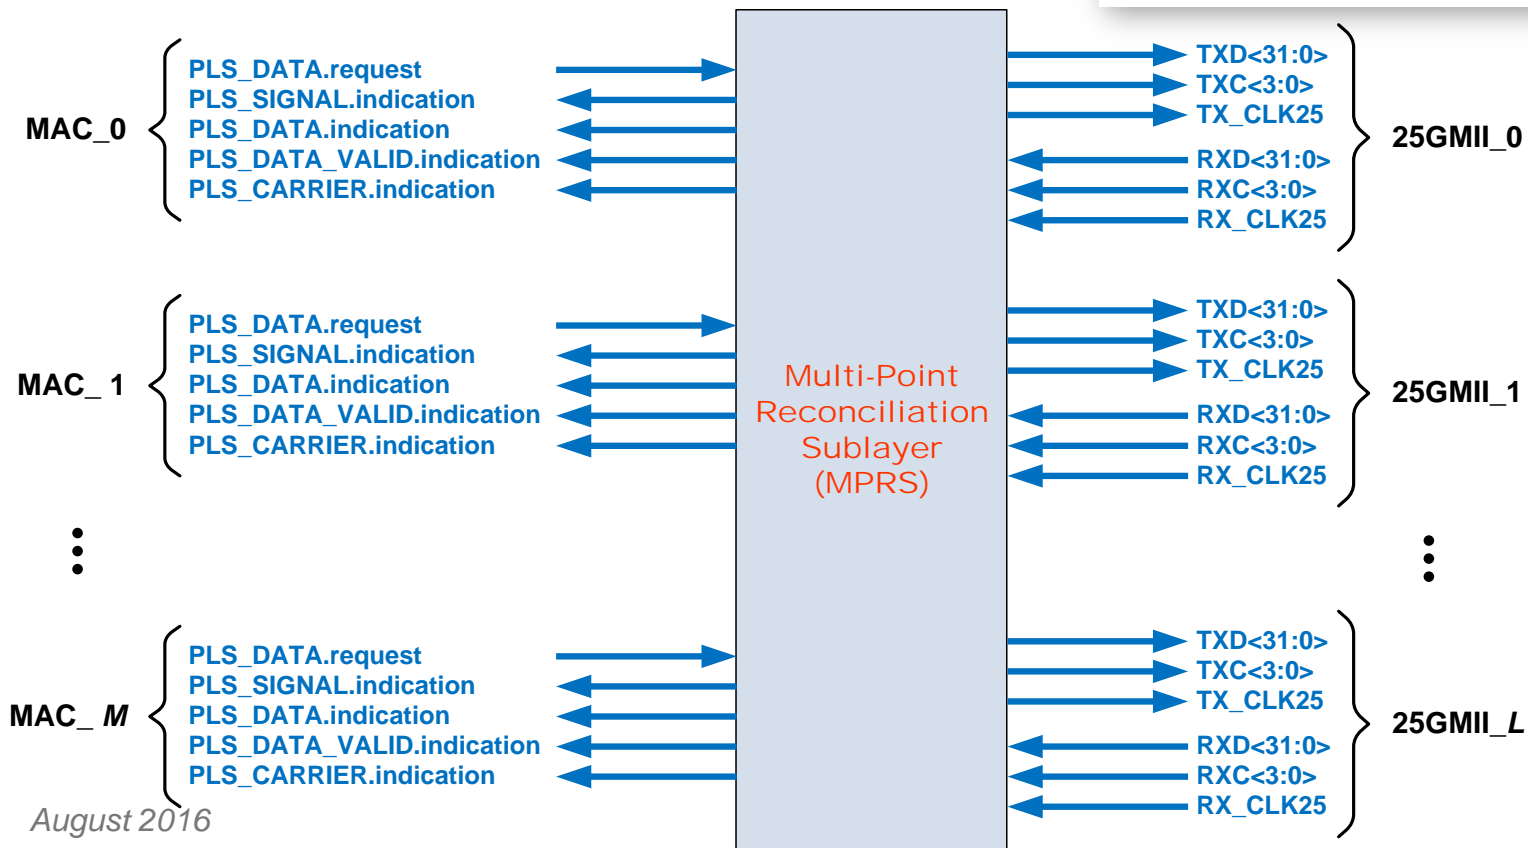 MAC_0
PLS_DATA.request
PLS_SIGNAL.indication
PLS_DATA.indication
PLS_DATA_VALID.indication
PLS_CARRIER.indication
TXD<31:0>
TXC<3:0>
TX_CLK25
RXD<31:0>
RXC<3:0>
RX_CLK25
25GMII_0
MAC_ 1
PLS_DATA.request
PLS_SIGNAL.indication
PLS_DATA.indication
PLS_DATA_VALID.indication
PLS_CARRIER.indication
Multi-Point
Reconciliation
Sublayer
(MPRS)
TXD<31:0>
TXC<3:0>
TX_CLK25
RXD<31:0>
RXC<3:0>
RX_CLK25
25GMII_1
MAC_ M
PLS_DATA.request
PLS_SIGNAL.indication
PLS_DATA.indication
PLS_DATA_VALID.indication
PLS_CARRIER.indication
TXD<31:0>
TXC<3:0>
TX_CLK25
RXD<31:0>
RXC<3:0>
RX_CLK25
25GMII_L
August 2016